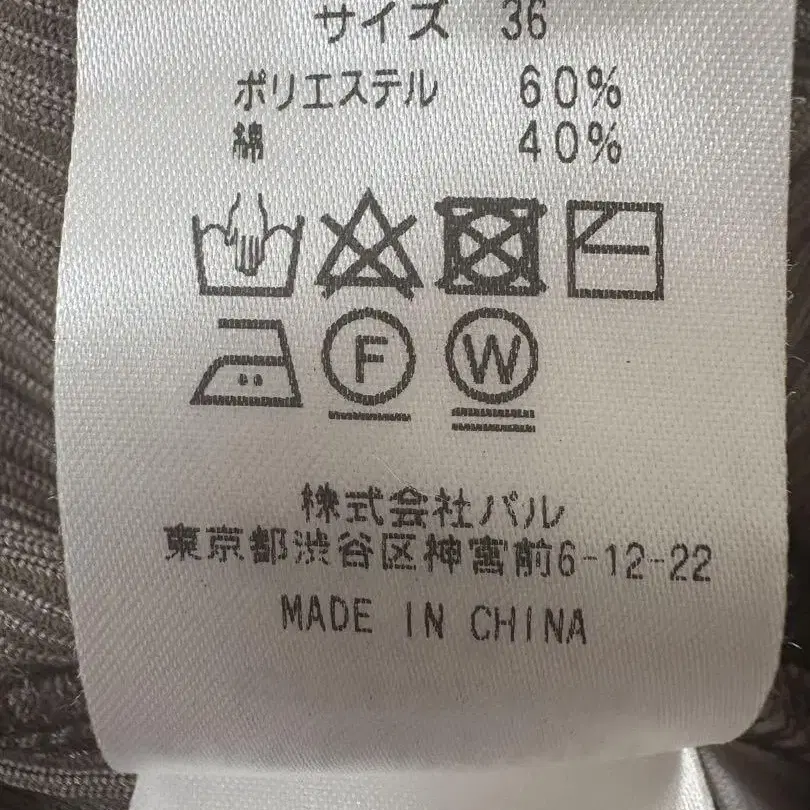 サイズ 36
ポリエステル 60%
綿 40%
F W
株式会社パル
東京都渋谷区神宮前6-12-22
MADE IN CHINA